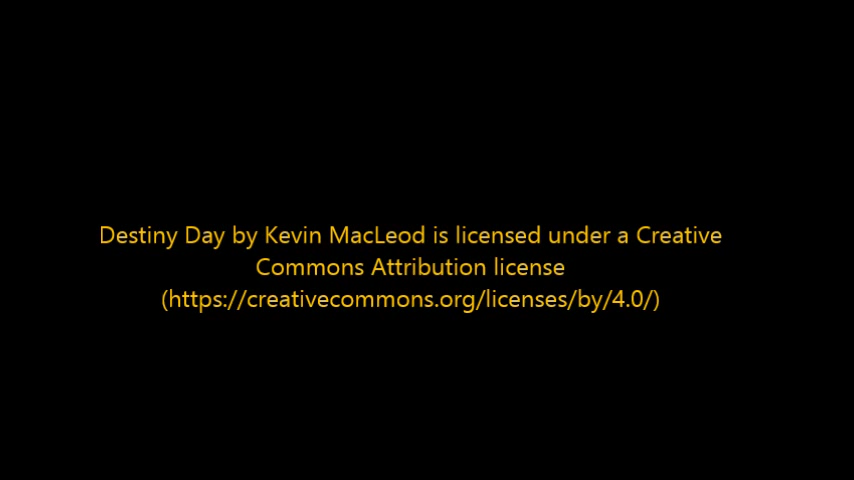 Destiny Day by Kevin MacLeod is licensed under a Creative
Commons Attribution license
(https://creativecommons.org/licenses/by/4.0/)